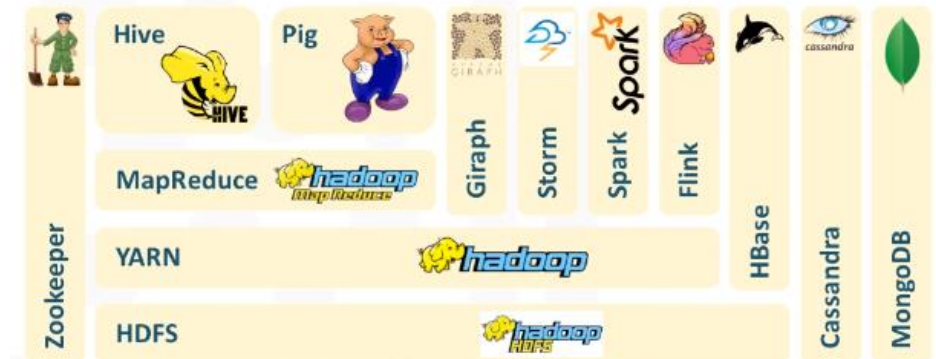 Zookeeper
Hive
HIVE
Pig
GIRAPH
Giraph
Storm
Spark
Spark
Flink
HBase
cassandra
Cassandra
MongoDB
MapReduce
hadoop
Map Reduce
YARN
hadoop
HDFS
hadoop
HDFS